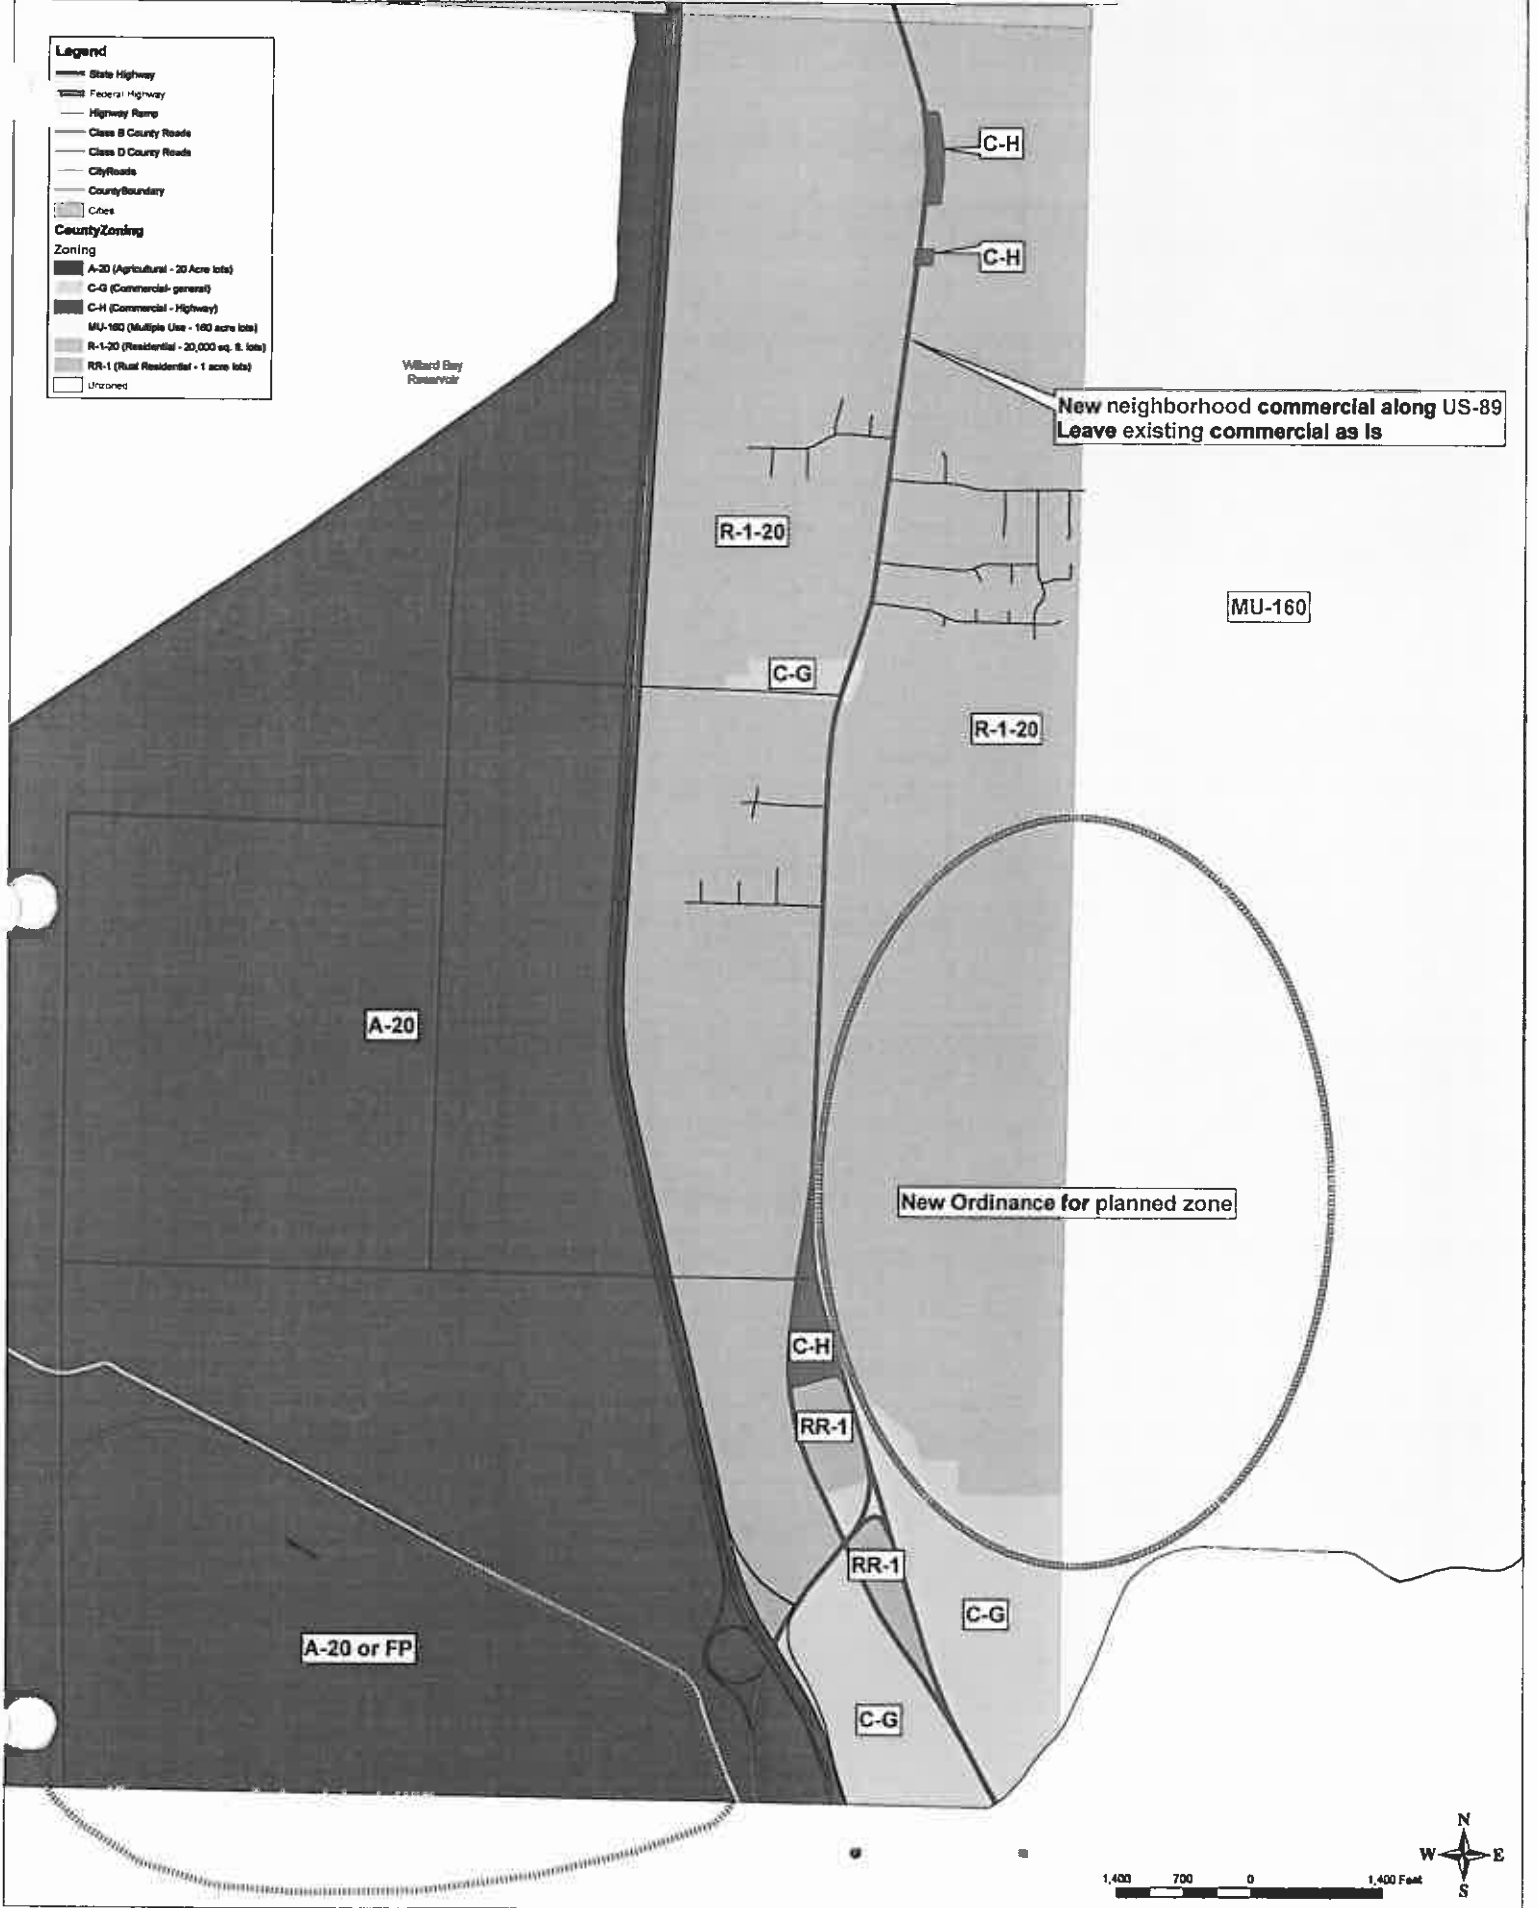 Legend
State Highway
Federal Highway
Highway Ramp
Class B County Roads
Class D County Roads
CityRoads
CountyBoundary
Cities
CountyZoning
Zoning
A-20 (Agricultural - 20 Acre lots)
C-G (Commercial- general)
C-H (Commercial - Highway)
MU-160 (Multiple Use - 160 acre lots)
R-1-20 (Residential - 20,000 sq. ft. lots)
RR-1 (Rual Residential - 1 acre lots)
Unzoned
C-H
C-H
Willard Bay
Reservoir
New neighborhood commercial along US-89
Leave existing commercial as is
R-1-20
MU-160
C-G
R-1-20
A-20
New Ordinance for planned zone
C-H
RR-1
RR-1
C-G
A-20 or FP
C-G
N
W E
S
1,400 700 0 1,400 Feet